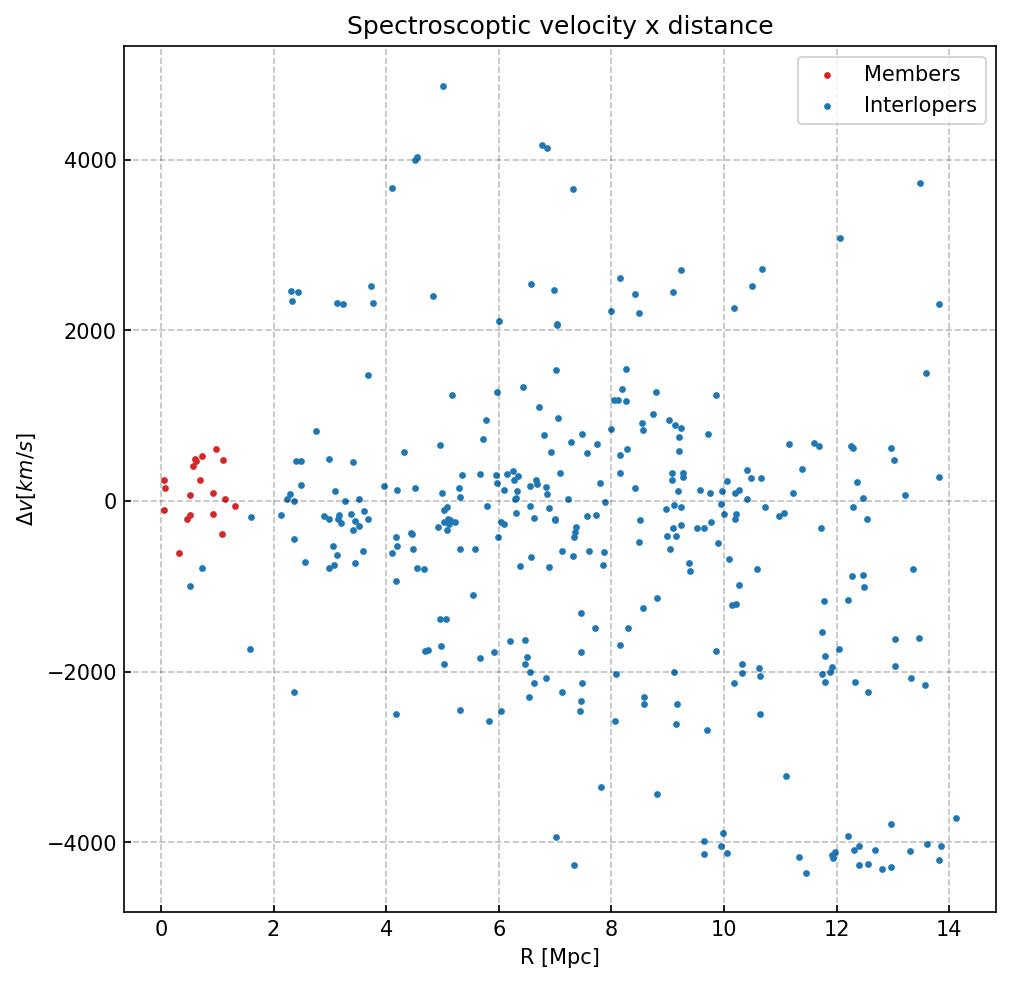 Spectroscoptic velocity x distance
Members
Interlopers
Δv[km/s]
4000
2000
0
−2000
−4000
0 2 4 6 8 10 12 14
R [Mpc]